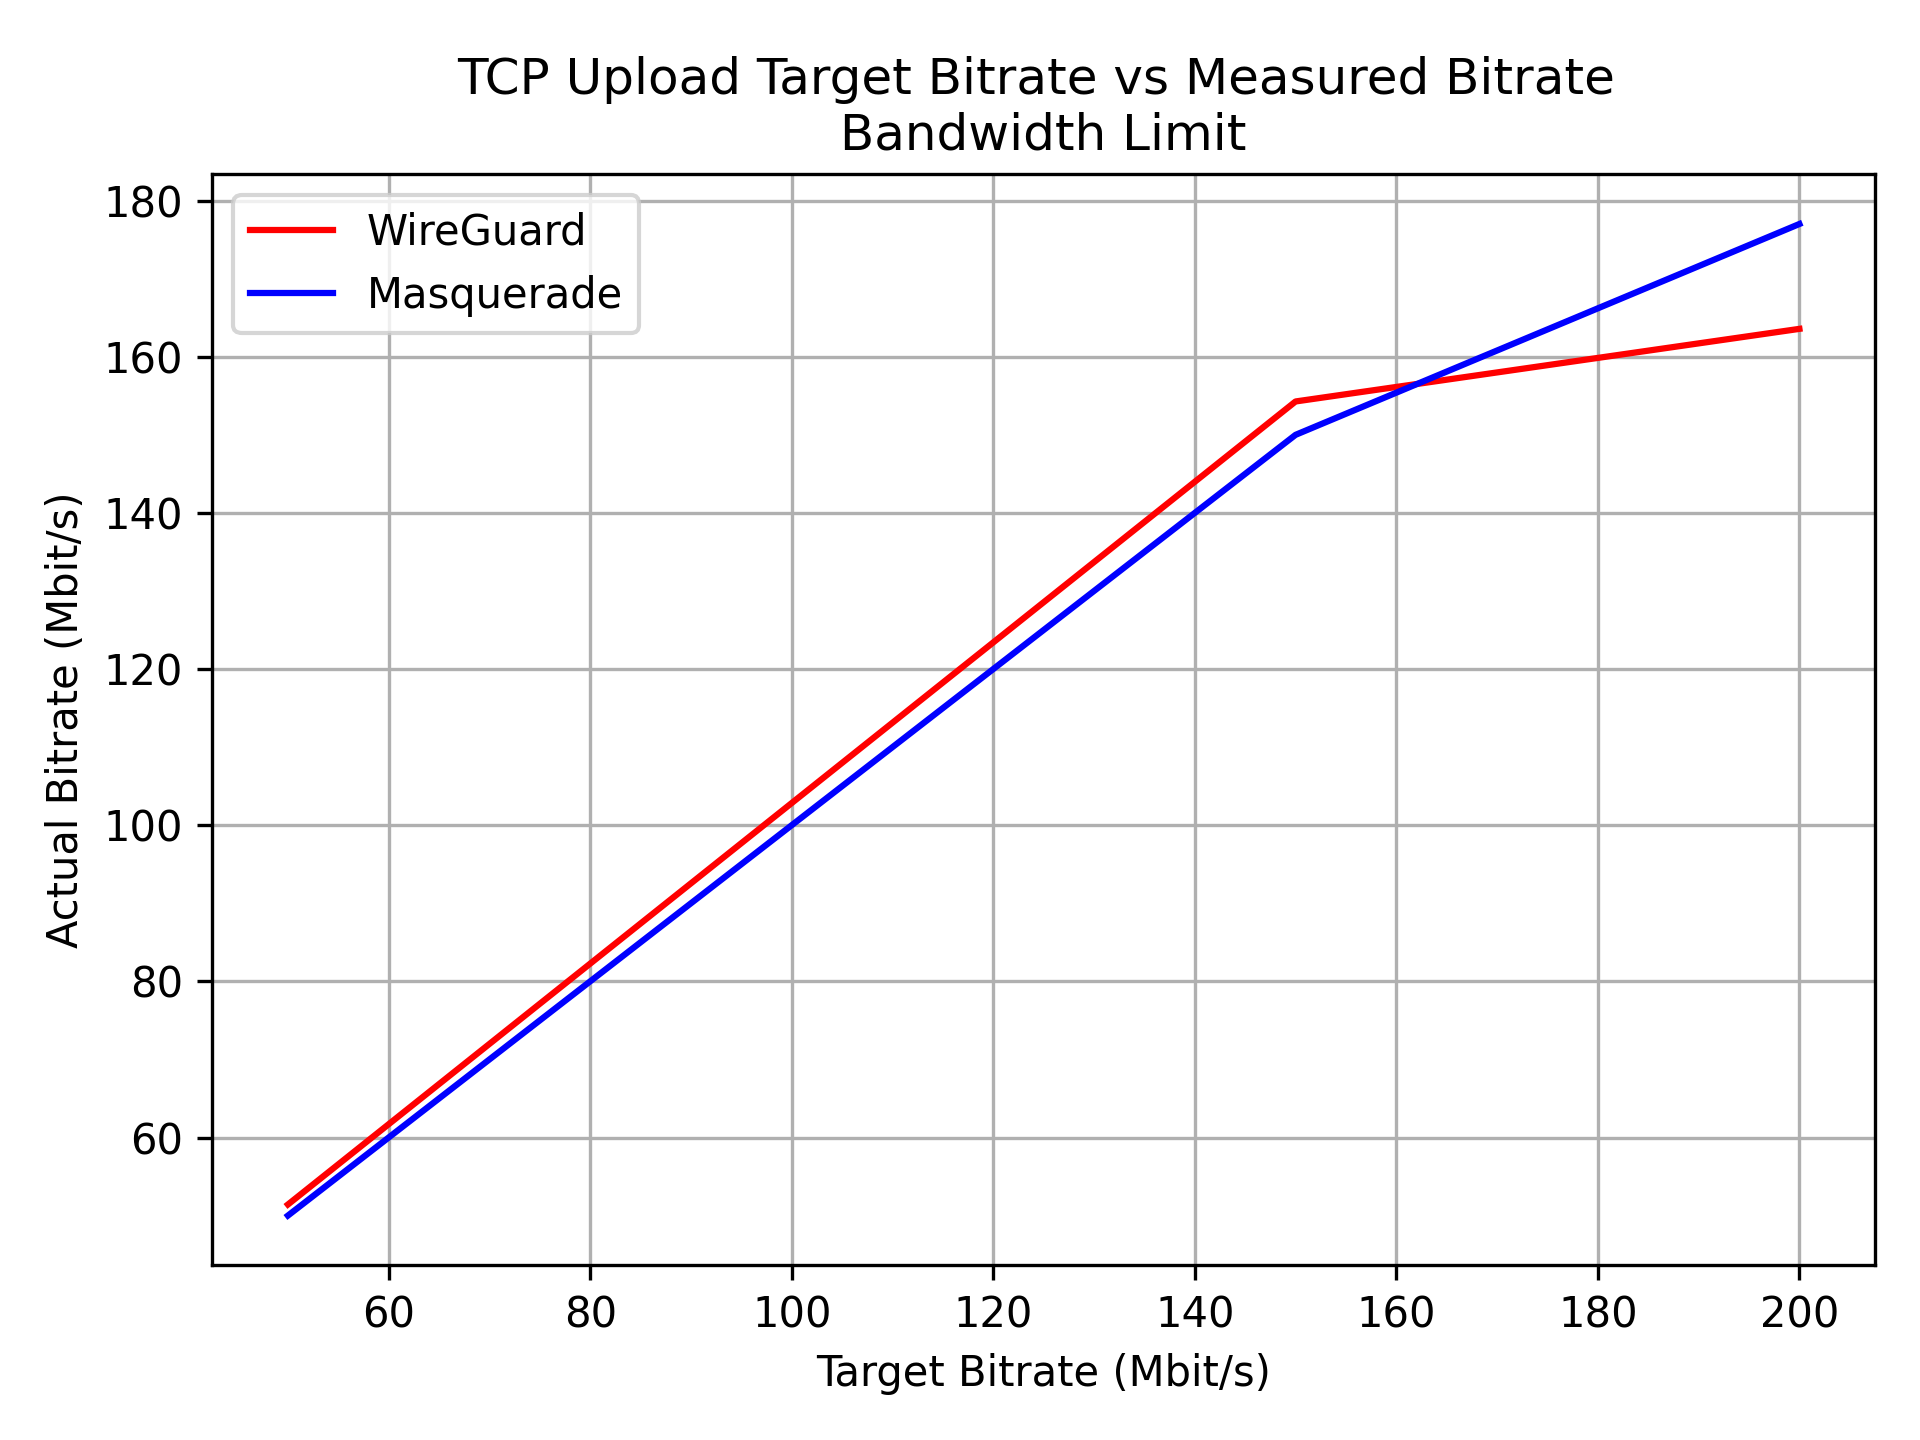 TCP Upload Target Bitrate vs Measured Bitrate
Bandwidth Limit
WireGuard
Masquerade
180
160
140
120
100
80
60
Actual Bitrate (Mbit/s)
60 80 100 120 140 160 180 200
Target Bitrate (Mbit/s)